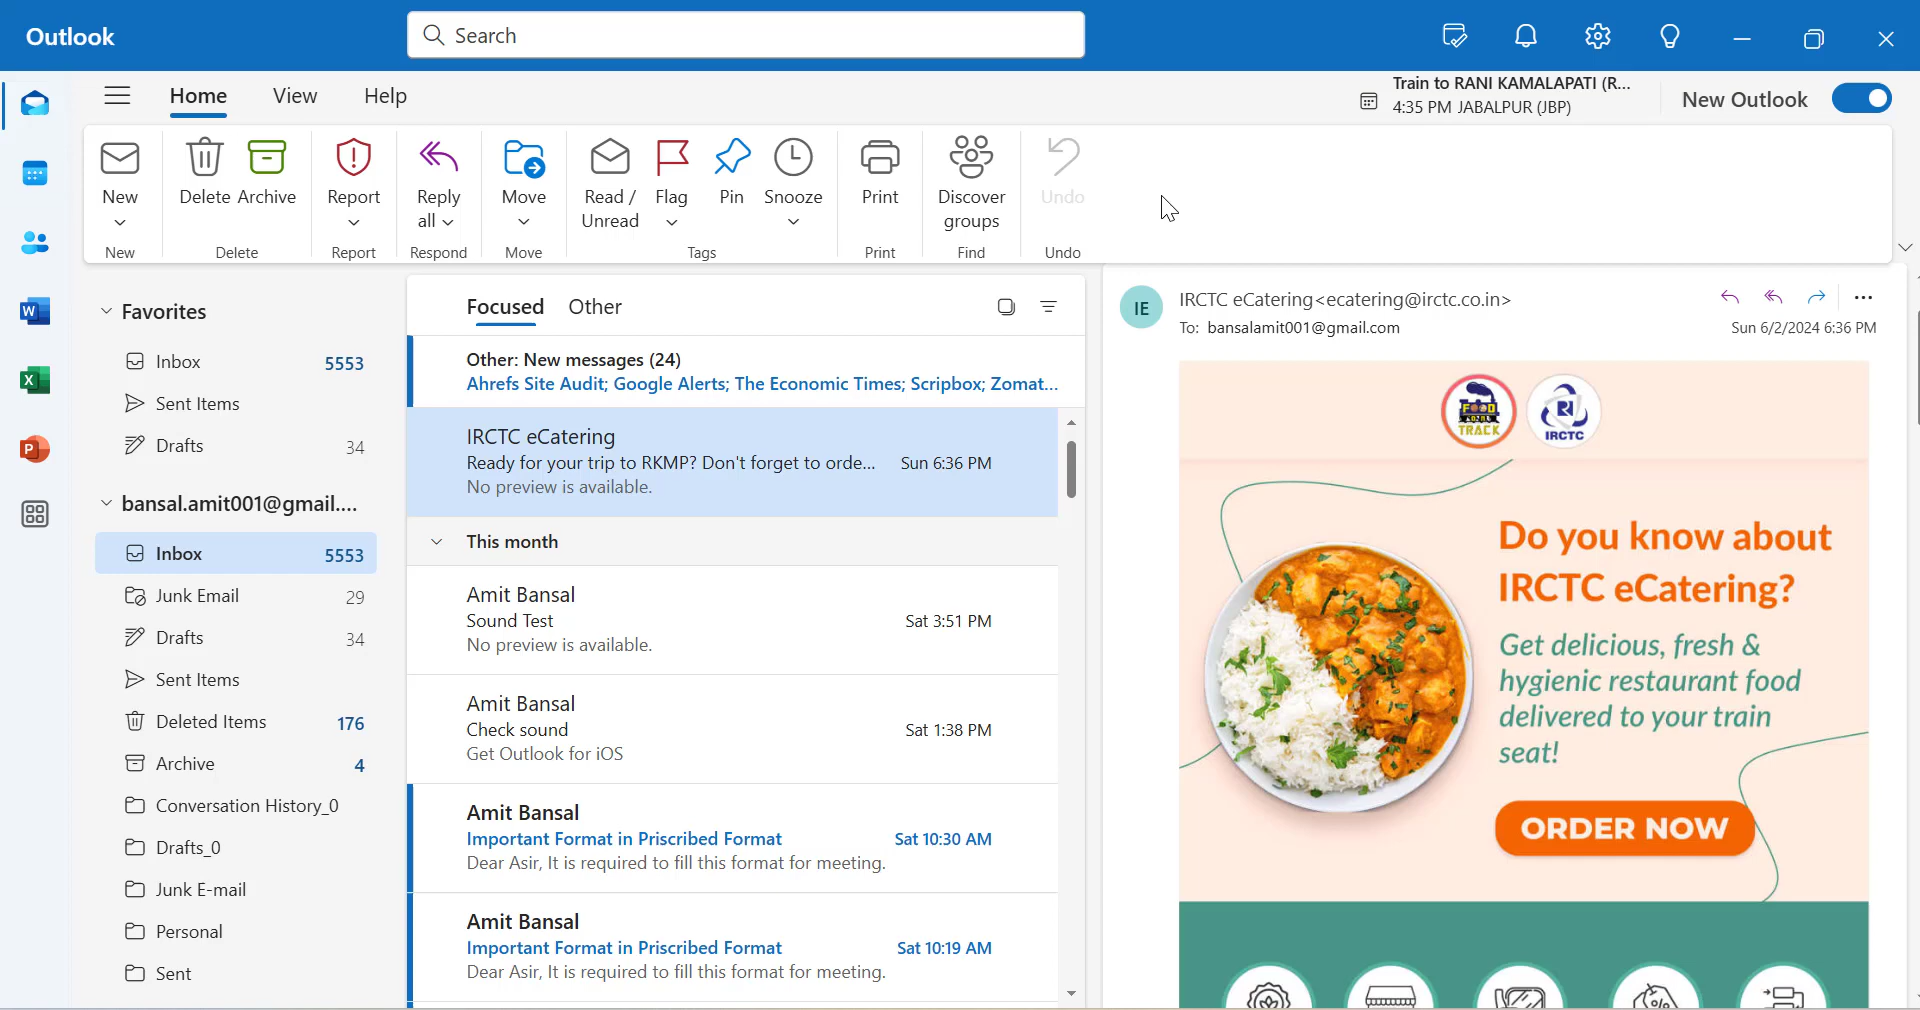 Outlook
Search
Home View Help
Train to RANI KAMALAPATI (R...
4:35 PM JABALPUR (JBP)
New Outlook
New
Delete Archive
Report
Reply
all
Move
Read /
Unread
Flag
Pin
Snooze
Print
Discover
groups
Undo
New
Delete
Report
Respond
Move
Tags
Print
Find
Undo
Favorites
Inbox 5553
Sent Items
Drafts 34
bansal.amit001@gmail....
Inbox 5553
Junk Email 29
Drafts 34
Sent Items
Deleted Items 176
Archive 4
Conversation History_0
Drafts_0
Junk E-mail
Personal
Sent
Focused Other
Other: New messages (24)
Ahrefs Site Audit; Google Alerts; The Economic Times; Scripbox; Zomat...
IRCTC eCatering
Ready for your trip to RKMP? Don't forget to orde... Sun 6:36 PM
No preview is available.
This month
Amit Bansal
Sound Test Sat 3:51 PM
No preview is available.
Amit Bansal
Check sound Sat 1:38 PM
Get Outlook for iOS
Amit Bansal
Important Format in Priscribed Format Sat 10:30 AM
Dear Asir, It is required to fill this format for meeting.
Amit Bansal
Important Format in Priscribed Format Sat 10:19 AM
Dear Asir, It is required to fill this format for meeting.
IE
IRCTC eCatering<ecatering@irctc.co.in>
To: bansalamit001@gmail.com
Sun 6/2/2024 6:36 PM
FOOD
TRACK
IRCTC
Do you know about
IRCTC eCatering?
Get delicious, fresh &
hygienic restaurant food
delivered to your train
seat!
ORDER NOW